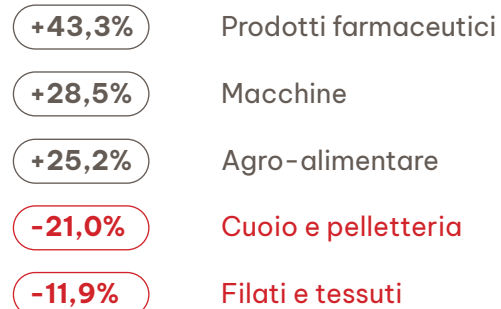 +43,3% Prodotti farmaceutici
+28,5% Macchine
+25,2% Agro-alimentare
-21,0% Cuoio e pelletteria
-11,9% Filati e tessuti